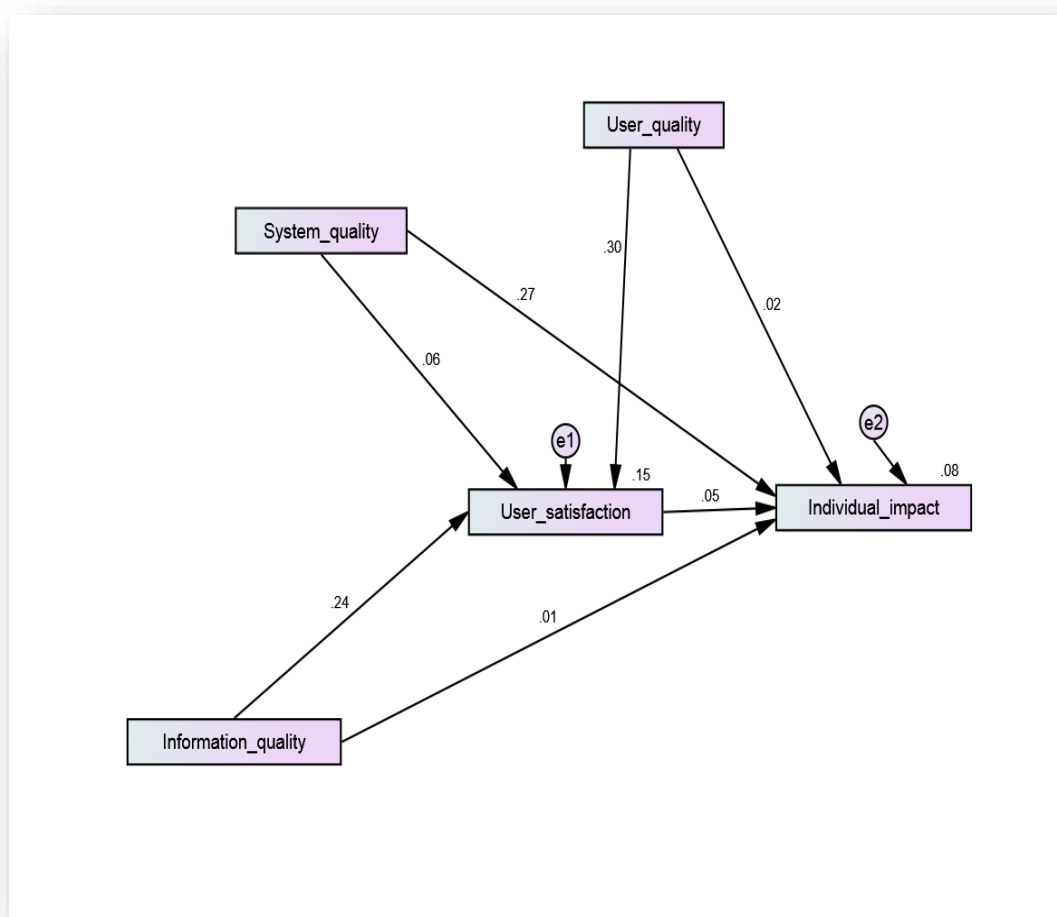 User_quality
System_quality
.30
.27
.02
.06
e2
e1
.15
.08
.05
User_satisfaction
Individual_impact
.24
.01
Information_quality